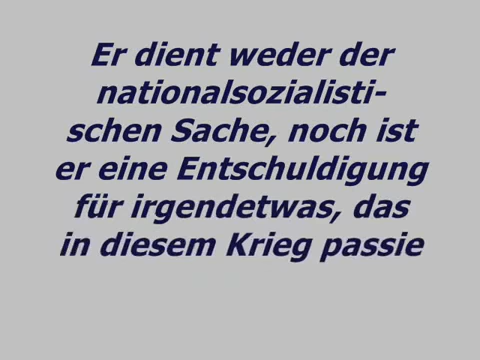 Er dient weder der
nationalsozialisti-
schen Sache, noch ist
er eine Entschuldigung
für irgendetwas, das
in diesem Krieg passie